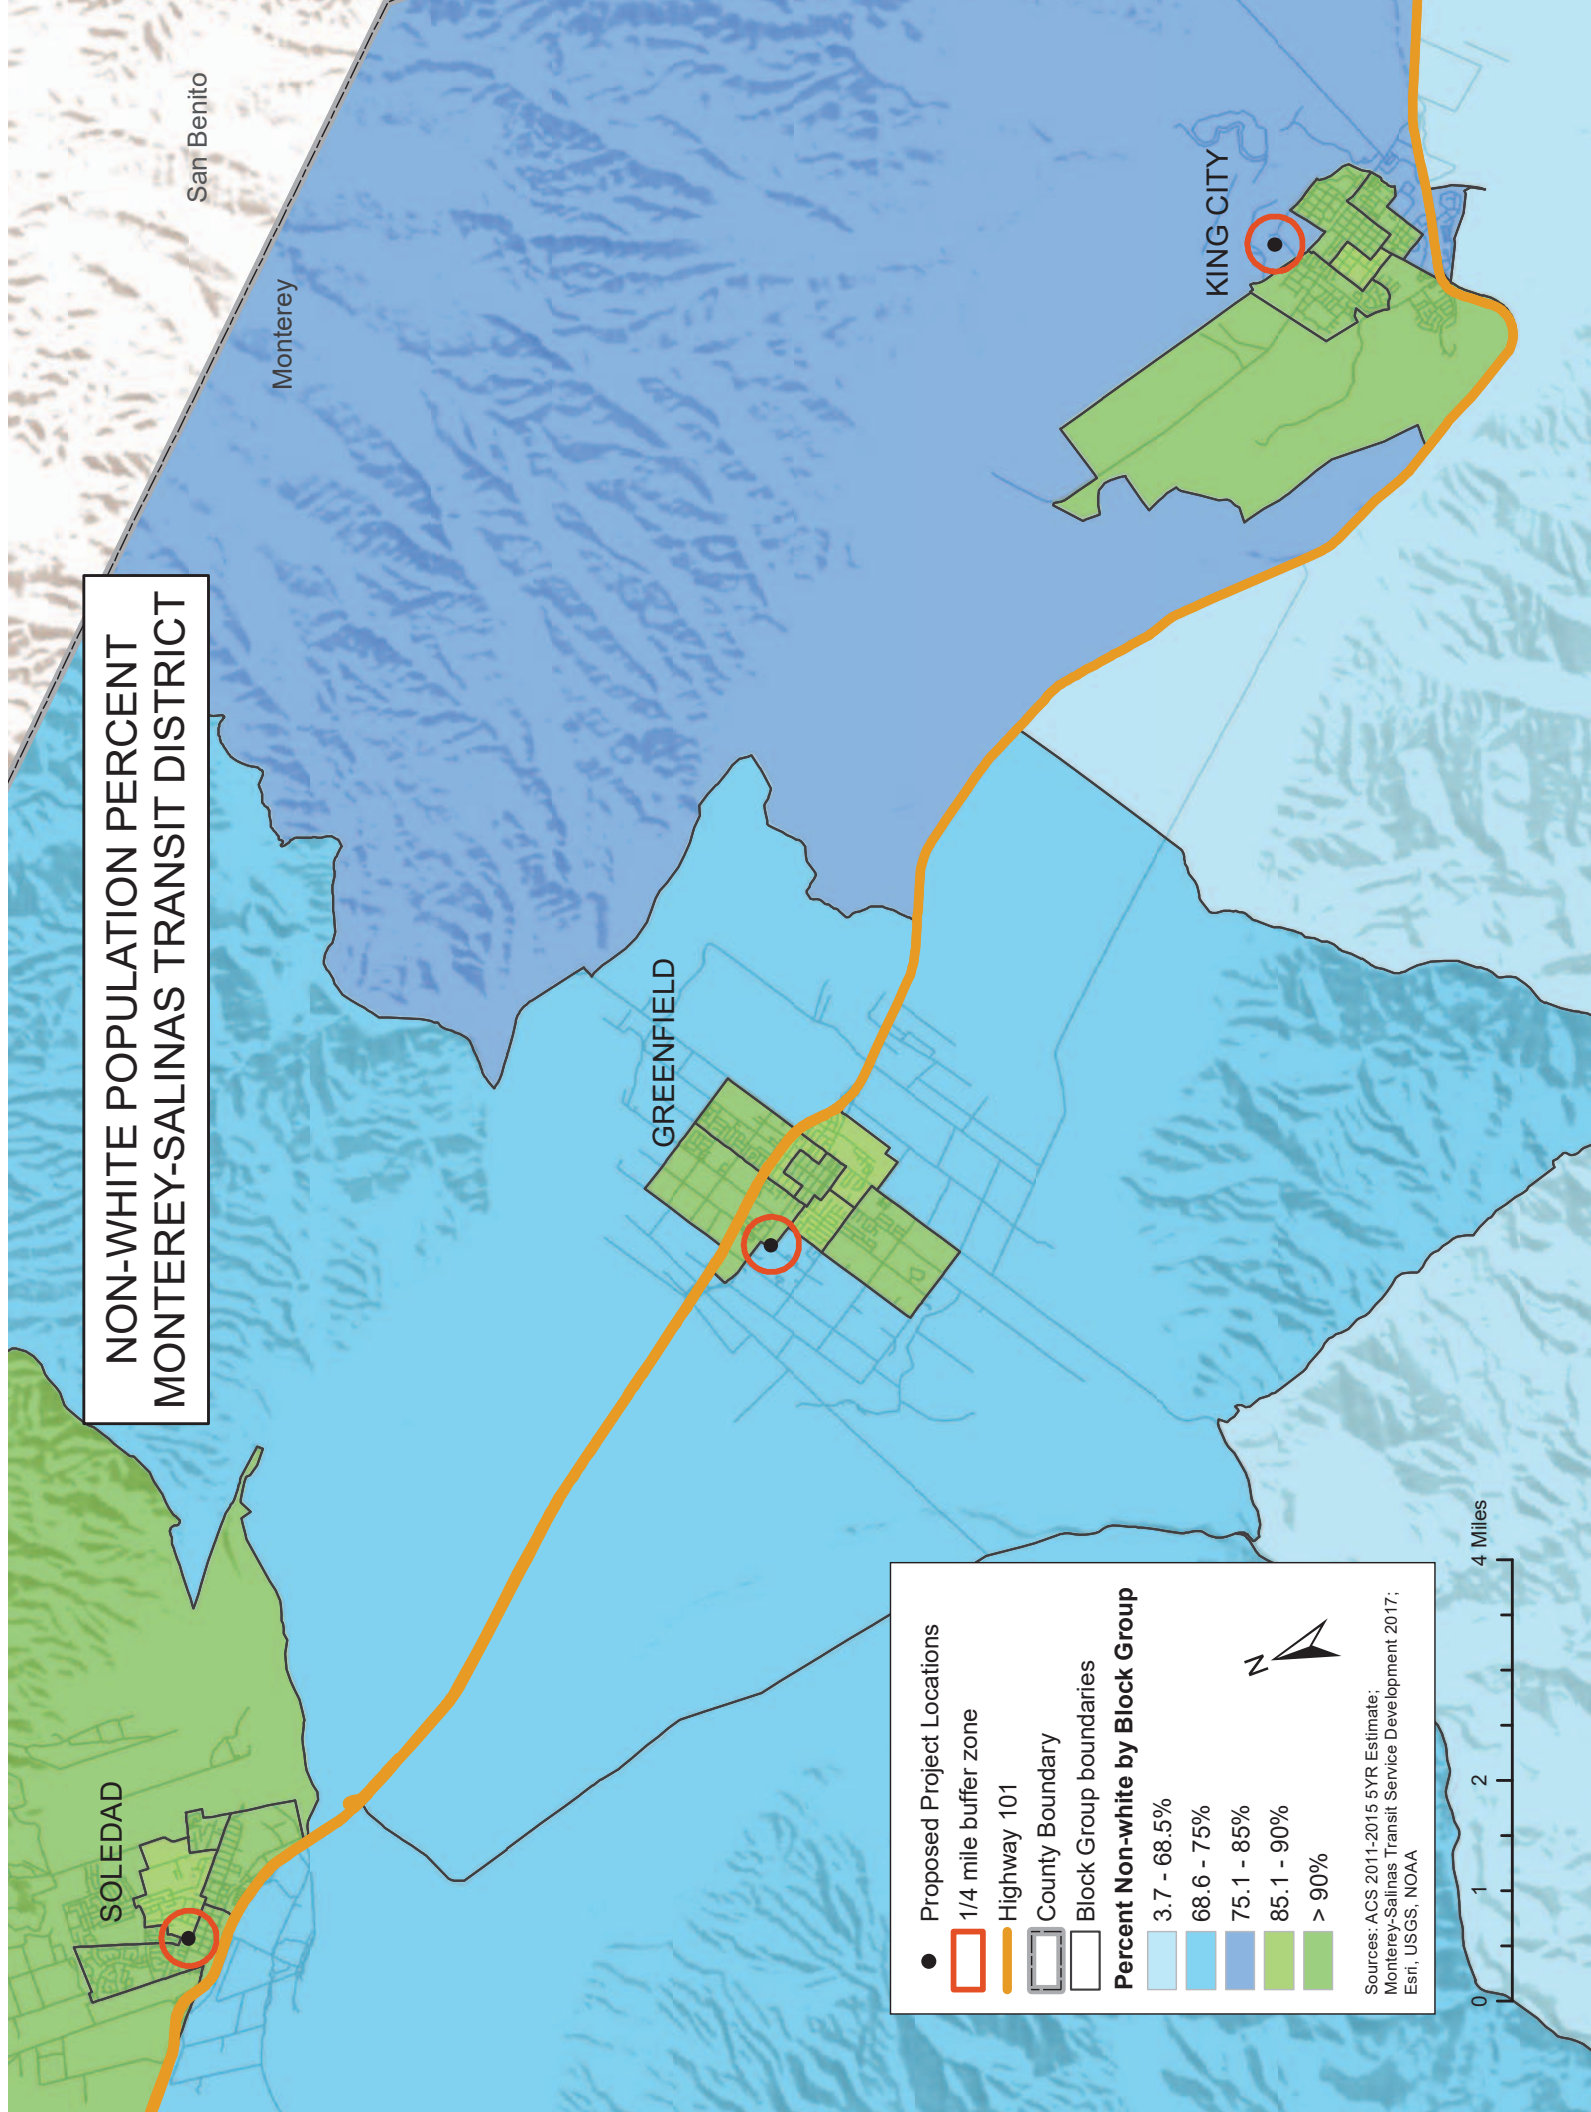 NON-WHITE POPULATION PERCENT
MONTEREY-SALINAS TRANSIT DISTRICT
San Benito
Monterey
SOLEDAD
GREENFIELD
KING CITY
Proposed Project Locations
1/4 mile buffer zone
Highway 101
County Boundary
Block Group boundaries
Percent Non-white by Block Group
3.7 - 68.5%
68.6 - 75%
75.1 - 85%
85.1 - 90%
> 90%
N
Sources: ACS 2011-2015 5YR Estimate;
Monterey-Salinas Transit Service Development 2017;
Esri, USGS, NOAA
0 1 2 4 Miles